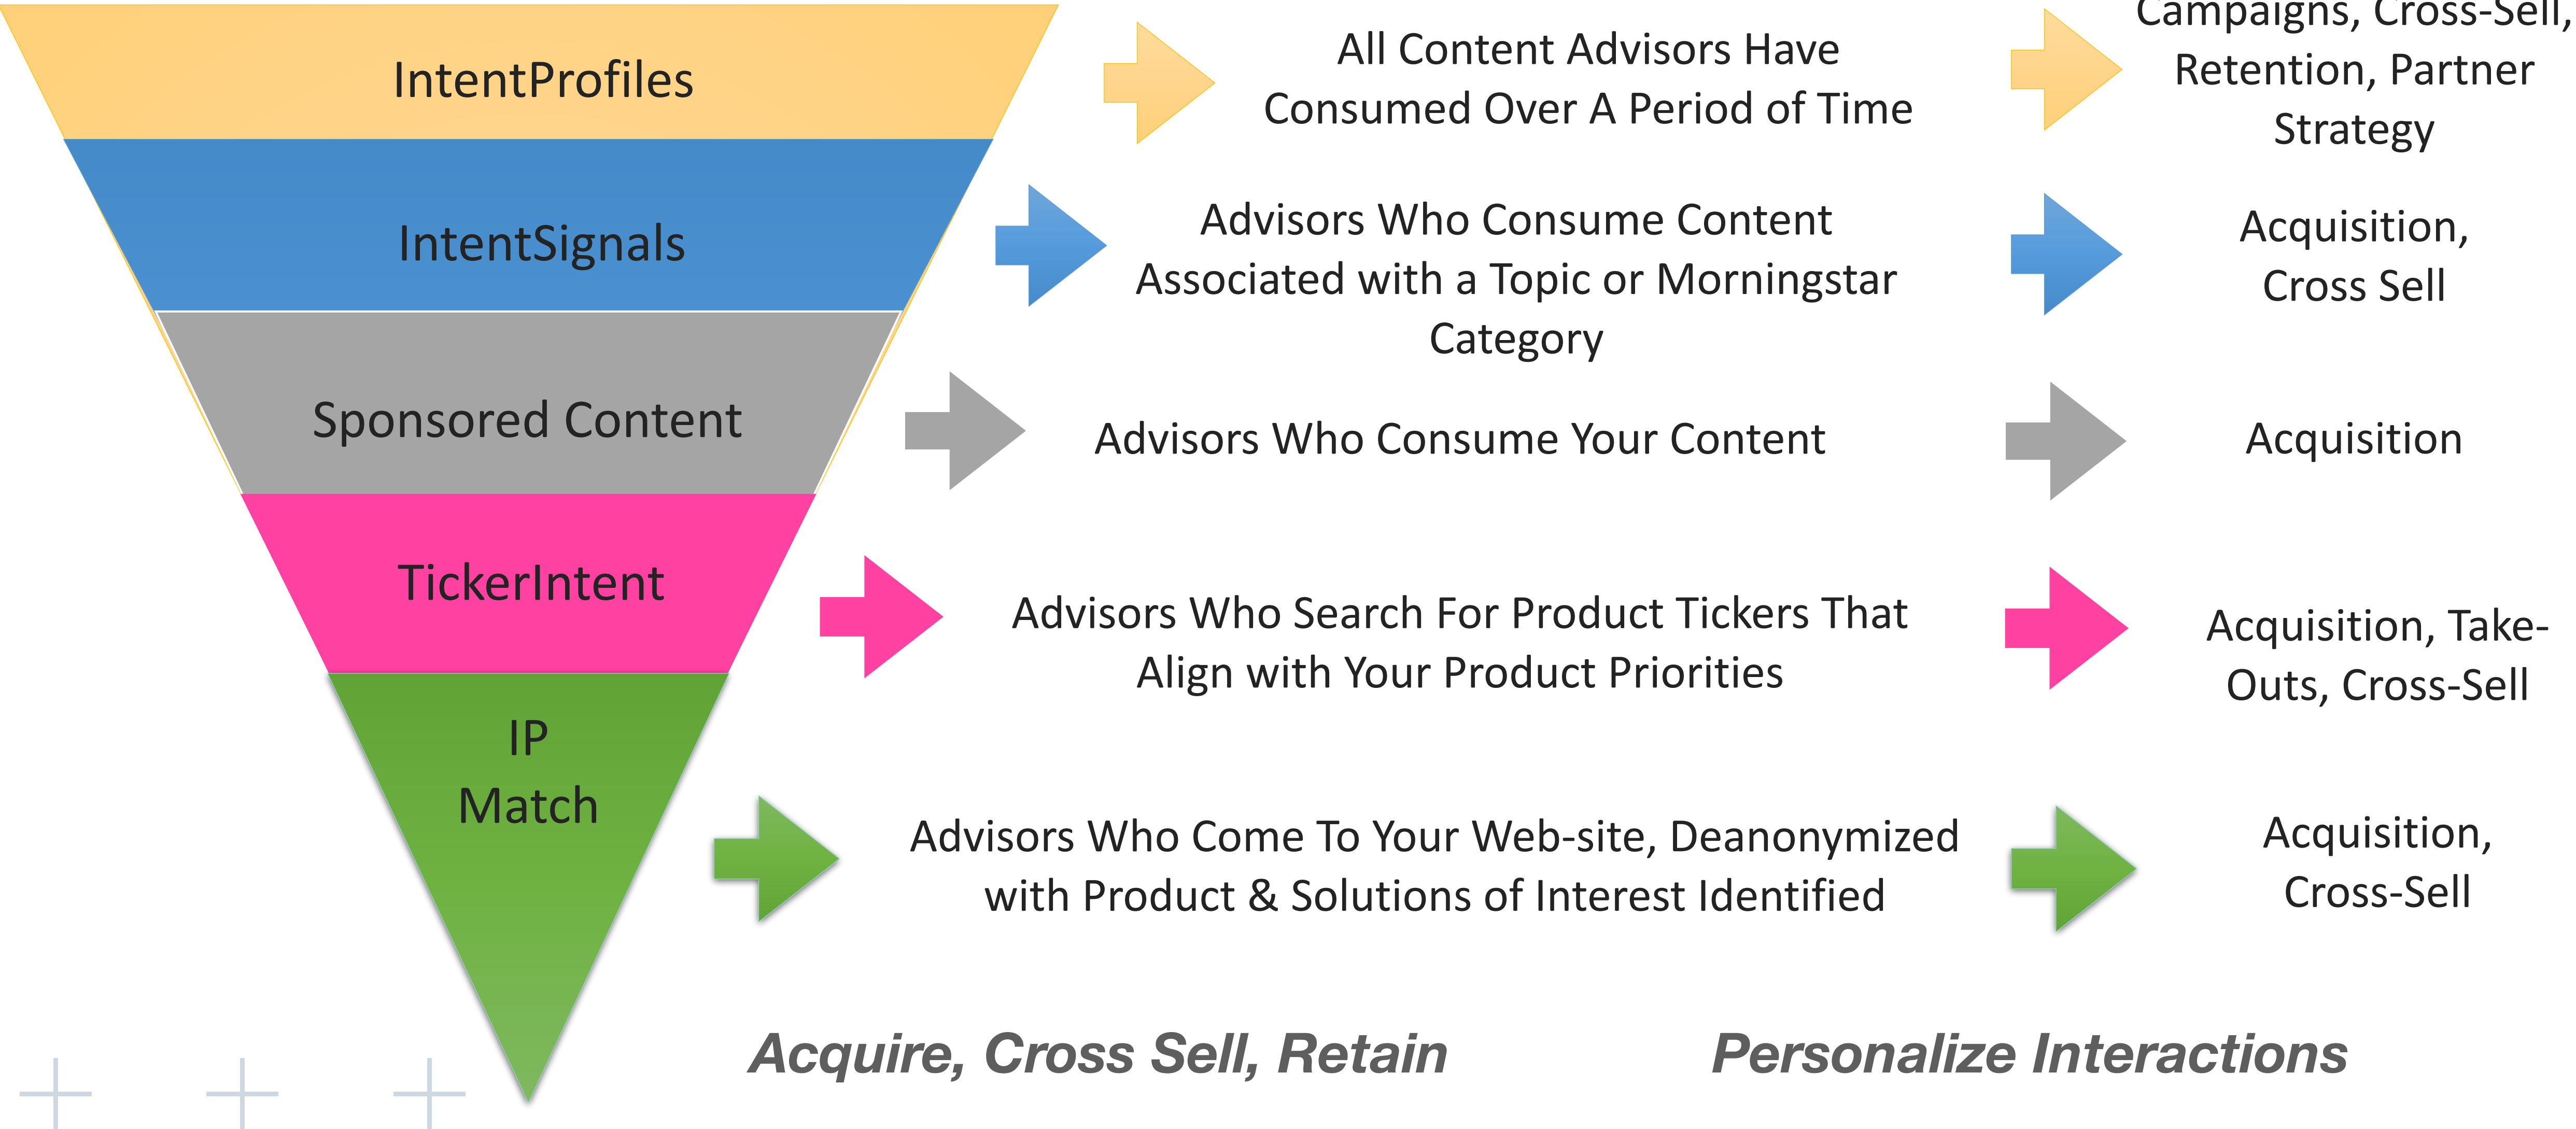 IntentProfiles
All Content Advisors Have
Consumed Over A Period of Time
Campaigns, Cross-Sell,
Retention, Partner
Strategy
IntentSignals
Advisors Who Consume Content
Associated with a Topic or Morningstar
Category
Acquisition,
Cross Sell
Sponsored Content
Advisors Who Consume Your Content
Acquisition
TickerIntent
Advisors Who Search For Product Tickers That
Align with Your Product Priorities
Acquisition, Take-
Outs, Cross-Sell
IP
Match
Advisors Who Come To Your Web-site, Deanonymized
with Product & Solutions of Interest Identified
Acquisition,
Cross-Sell
Acquire, Cross Sell, Retain
Personalize Interactions